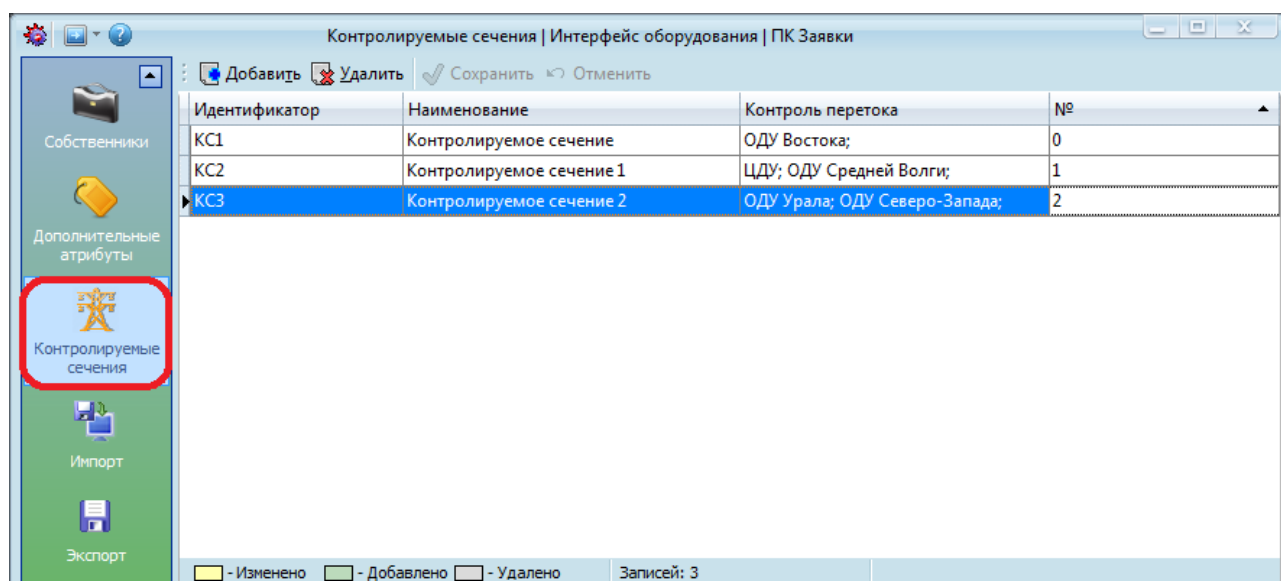 Контролируемые сечения | Интерфейс оборудования | ПК Заявки
Добавить Удалить Сохранить Отменить
Собственники
Дополнительные
атрибуты
Контролируемые
сечения
Импорт
Экспорт
Идентификатор Наименование Контроль перетока №
КС1 Контролируемое сечение ОДУ Востока; 0
КС2 Контролируемое сечение 1 ЦДУ; ОДУ Средней Волги; 1
КС3 Контролируемое сечение 2 ОДУ Урала; ОДУ Северо-Запада; 2
- Изменено - Добавлено - Удалено Записей: 3